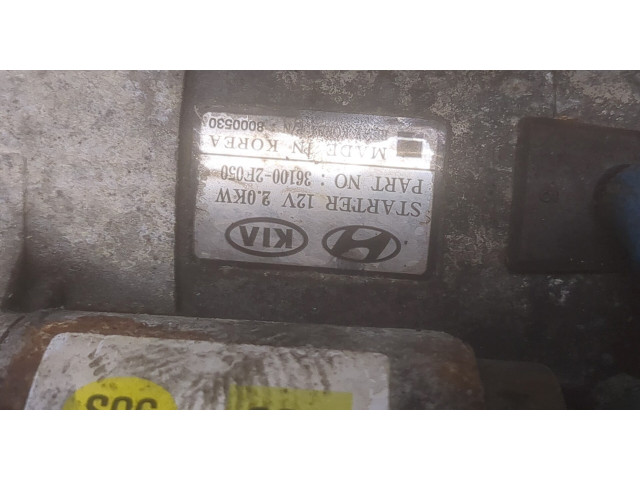 KIA
STARTER 12V 2.0KW
PART NO : 36100-2F050
MADE IN KOREA
8000530